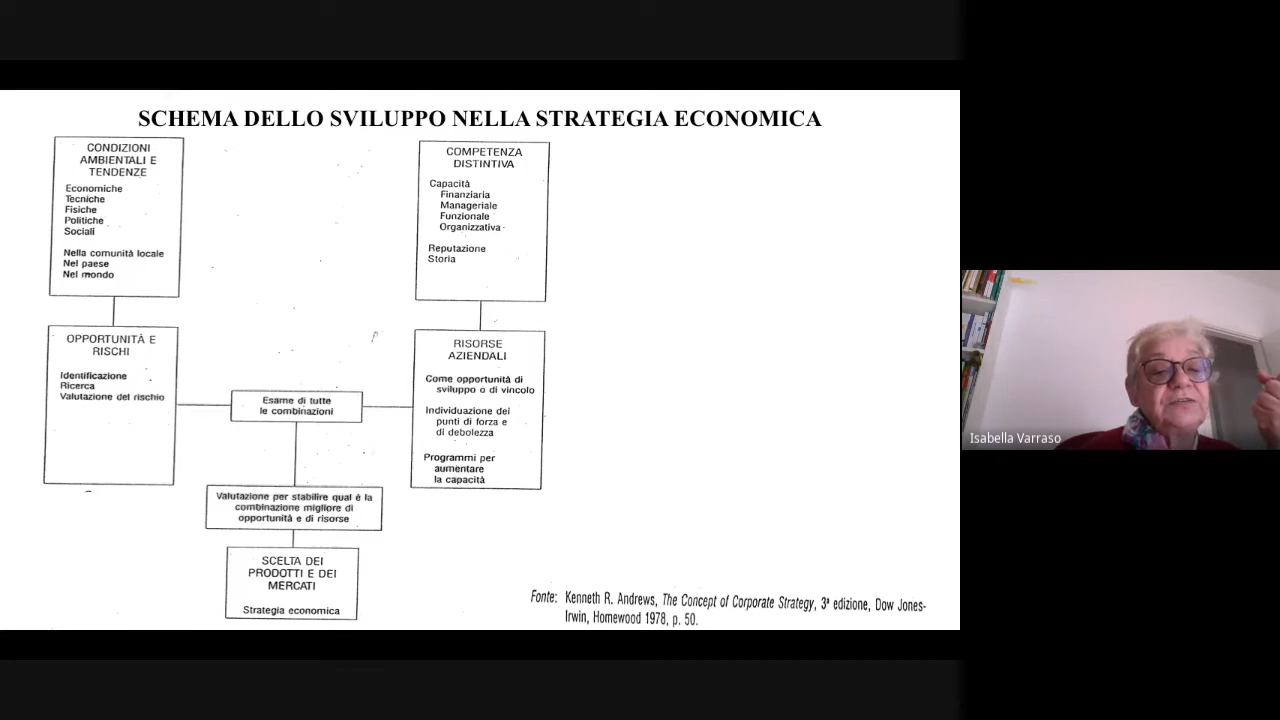 SCHEMA DELLO SVILUPPO NELLA STRATEGIA ECONOMICA
CONDIZIONI
AMBIENTALI E
TENDENZE
Economiche
Tecniche
Fisiche
Politiche
Sociali
Nella comunità locale
Nel paese
Nel mondo
OPPORTUNITÀ E
RISCHI
Identificazione
Ricerca
Valutazione del rischio
COMPETENZA
DISTINTIVA
Capacità
Finanziaria
Manageriale
Funzionale
Organizzativa
Reputazione
Storia
RISORSE
AZIENDALI
Come opportunità di
sviluppo o di vincolo
Individuazione dei
punti di forza e
di debolezza
Programmi per
aumentare
la capacità
Esame di tutte
le combinazioni
Valutazione per stabilire qual è la
combinazione migliore di
opportunità e di risorse
SCELTA DEI
PRODOTTI E DEI
MERCATI
Strategia economica
Fonte: Kenneth R. Andrews, The Concept of Corporate Strategy, 3ª edizione, Dow Jones-
Irwin, Homewood 1978, p. 50.
Isabella Varraso